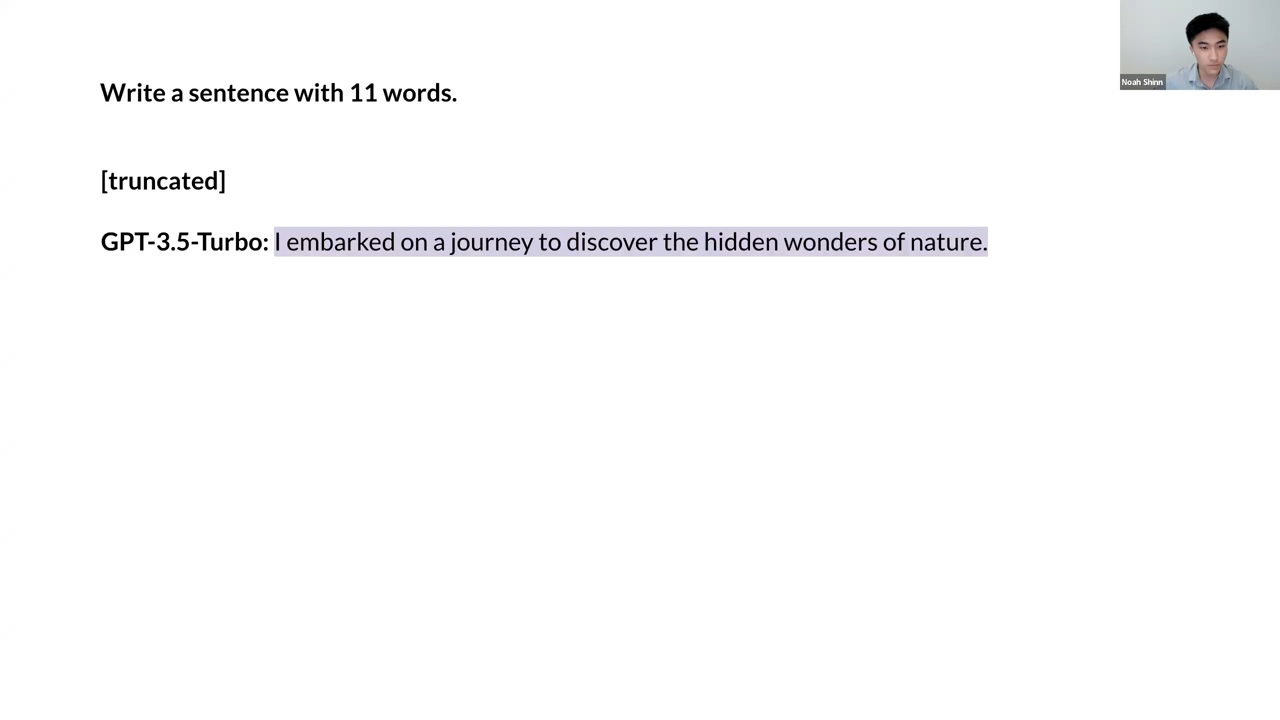 Write a sentence with 11 words.
[truncated]
GPT-3.5-Turbo: I embarked on a journey to discover the hidden wonders of nature.
Noah Shinn